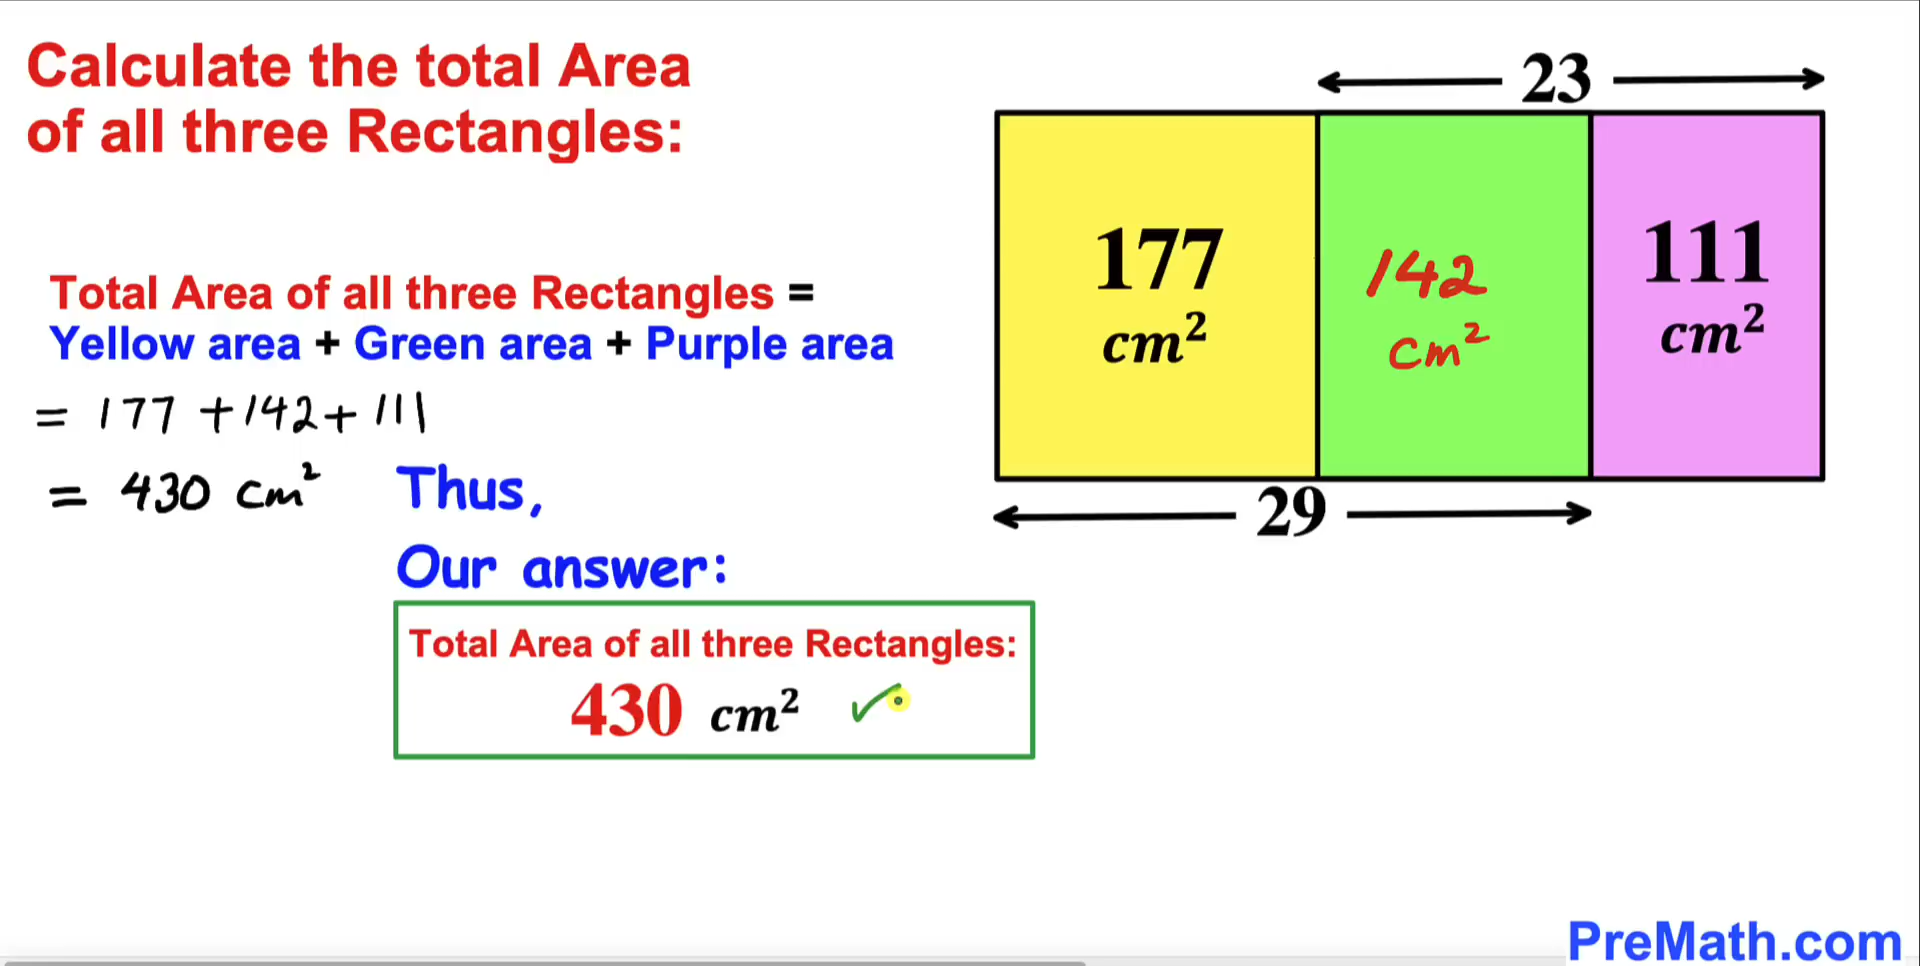 Calculate the total Area
of all three Rectangles:
Total Area of all three Rectangles =
Yellow area + Green area + Purple area
= 177 + 142 + 111
= 430 cm²
Thus,
Our answer:
Total Area of all three Rectangles:
430 cm² ✓
23
177
cm²
142
cm²
111
cm²
29
PreMath.com